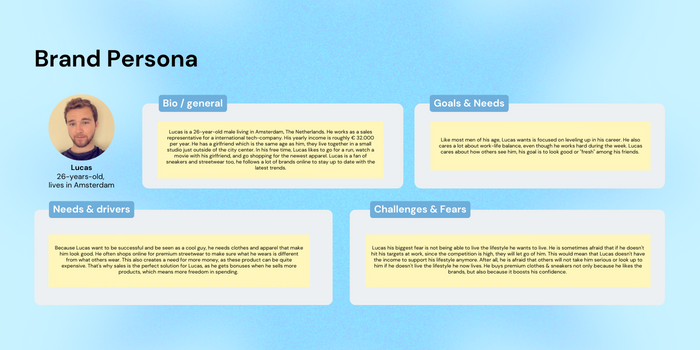 Brand Persona
Lucas
26-years-old,
lives in Amsterdam
Bio / general
Lucas is a 26-year-old male living in Amsterdam, The Netherlands. He works as a sales
representative for a international tech-company. His yearly income is roughly € 32.000
per year. He has a girlfriend which is the same age as him, they live together in a small
studio just outside of the city center. In his free time, Lucas likes to go for a run, watch a
movie with his girlfriend, and go shopping for the newest apparel. Lucas is a fan of
sneakers and streetwear too, he follows a lot of brands online to stay up to date with the
latest trends.
Goals & Needs
Like most men of his age, Lucas wants is focused on leveling up in his career. He also
cares a lot about work-life balance, even though he works hard during the week. Lucas
cares about how others see him, his goal is to look good or "fresh" among his friends.
Needs & drivers
Because Lucas want to be successful and be seen as a cool guy, he needs clothes and apparel that make
him look good. He often shops online for premium streetwear to make sure what he wears is different
from what others wear. This also creates a need for more money, as these product can be quite
expensive. That's why sales is the perfect solution for Lucas, as he gets bonuses when he sells more
products, which means more freedom in spending.
Challenges & Fears
Lucas his biggest fear is not being able to live the lifestyle he wants to live. He is sometimes afraid that if he doesn't
hit his targets at work, since the competition is high, they will let go of him. This would mean that Lucas doesn't have
the income to support his lifestyle anymore. After all, he is afraid that others will not take him serious or look up to
him if he doesn't live the lifestyle he now lives. He buys premium clothes & sneakers not only because he likes the
brands, but also because it boosts his confidence.